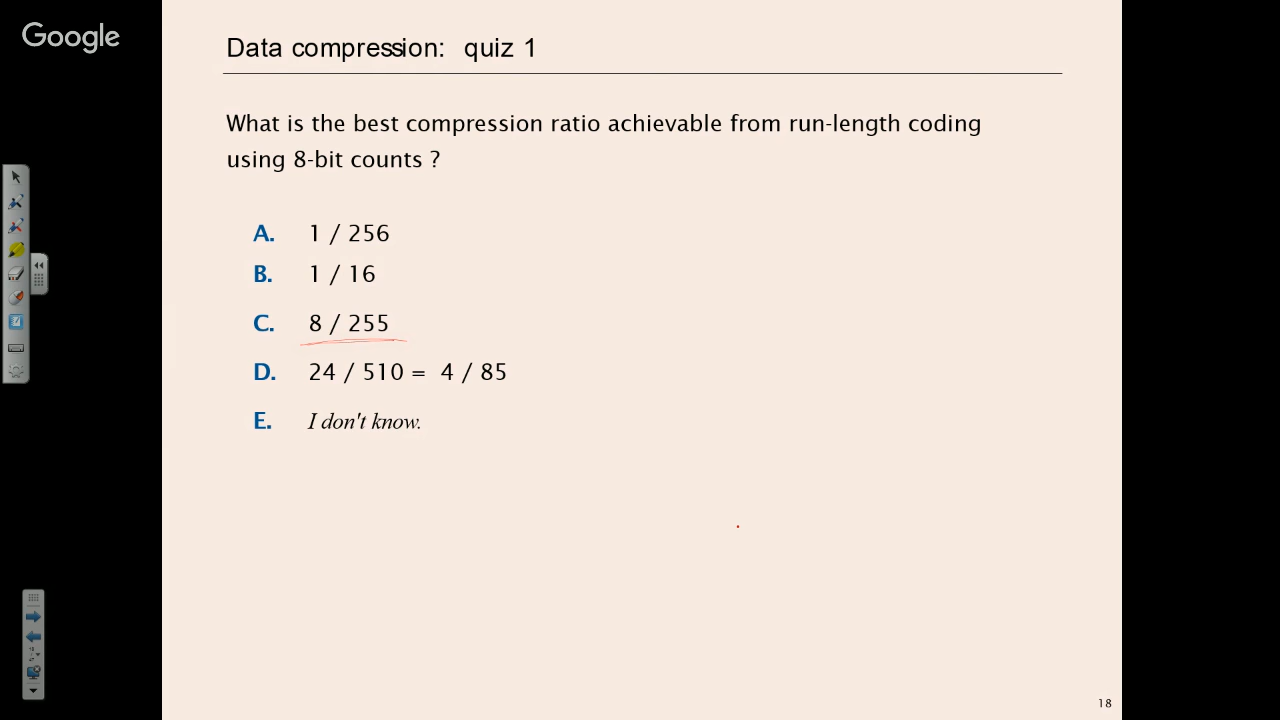 Google
Data compression: quiz 1
What is the best compression ratio achievable from run-length coding
using 8-bit counts ?
A. 1 / 256
B. 1 / 16
C. 8 / 255
D. 24 / 510 = 4 / 85
E. I don't know.
18